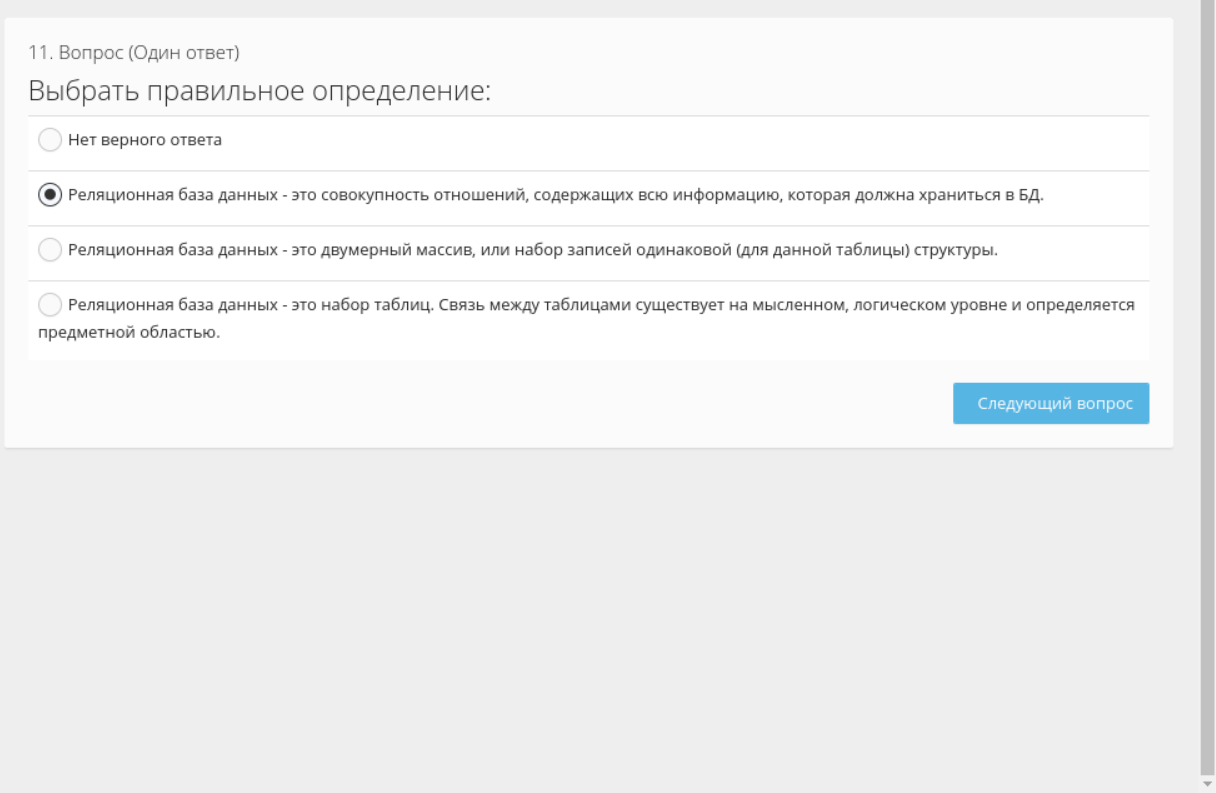 11. Вопрос (Один ответ)
Выбрать правильное определение:
Нет верного ответа
Реляционная база данных - это совокупность отношений, содержащих всю информацию, которая должна храниться в БД.
Реляционная база данных - это двумерный массив, или набор записей одинаковой (для данной таблицы) структуры.
Реляционная база данных - это набор таблиц. Связь между таблицами существует на мысленном, логическом уровне и определяется
предметной областью.
Следующий вопрос